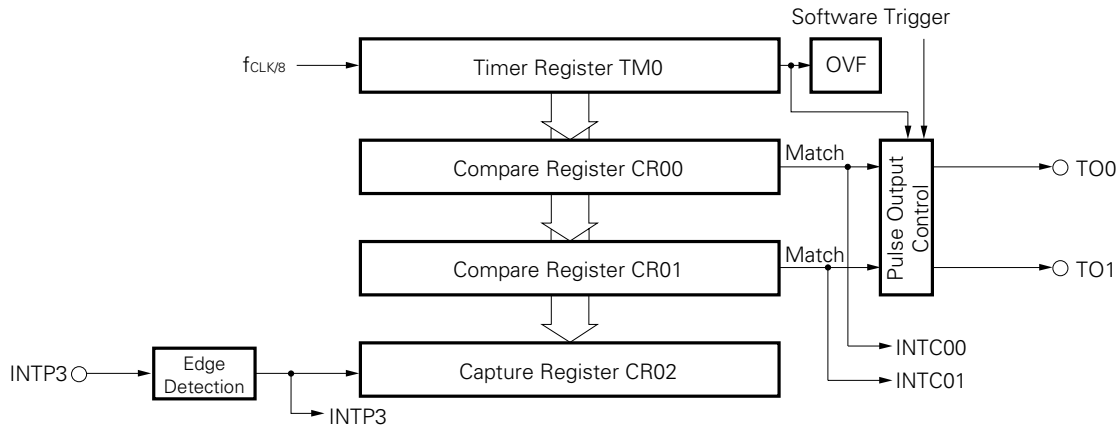 Software Trigger
fCLK/8
Timer Register TM0
OVF
Compare Register CR00
Match
Pulse Output
Control
TO0
Compare Register CR01
Match
TO1
INTC00
INTP3
Edge
Detection
Capture Register CR02
INTC01
INTP3